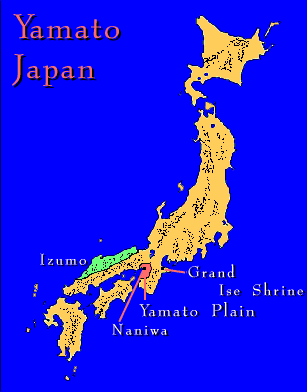 Yamato
Japan
Izumo
Grand
Ise Shrine
Yamato Plain
Naniwa